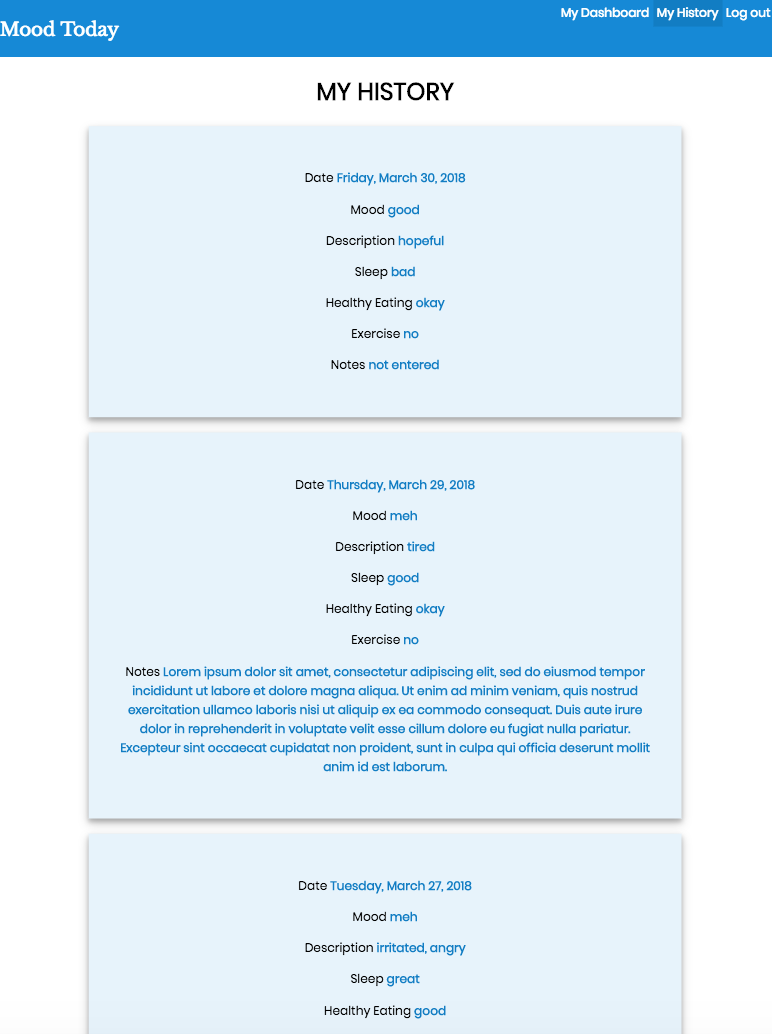 Mood Today
My Dashboard My History Log out
MY HISTORY
Date Friday, March 30, 2018
Mood good
Description hopeful
Sleep bad
Healthy Eating okay
Exercise no
Notes not entered
Date Thursday, March 29, 2018
Mood meh
Description tired
Sleep good
Healthy Eating okay
Exercise no
Notes Lorem ipsum dolor sit amet, consectetur adipiscing elit, sed do eiusmod tempor
incididunt ut labore et dolore magna aliqua. Ut enim ad minim veniam, quis nostrud
exercitation ullamco laboris nisi ut aliquip ex ea commodo consequat. Duis aute irure
dolor in reprehenderit in voluptate velit esse cillum dolore eu fugiat nulla pariatur.
Excepteur sint occaecat cupidatat non proident, sunt in culpa qui officia deserunt mollit
anim id est laborum.
Date Tuesday, March 27, 2018
Mood meh
Description irritated, angry
Sleep great
Healthy Eating good